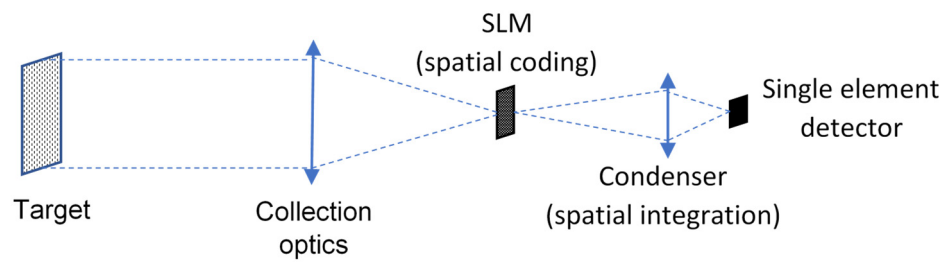 SLM
(spatial coding)
Single element
detector
Target
Collection
optics
Condenser
(spatial integration)